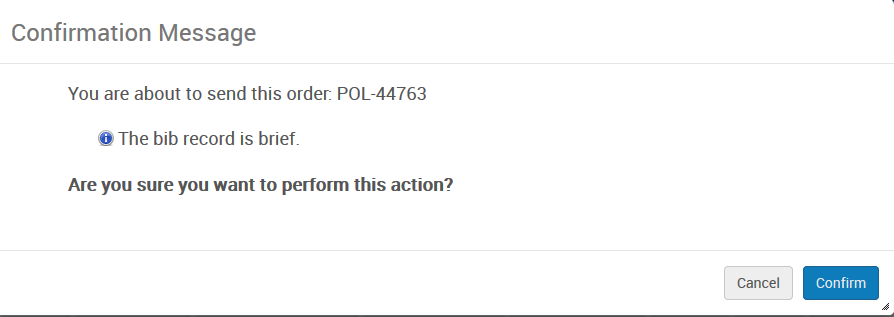 Confirmation Message
You are about to send this order: POL-44763
The bib record is brief.
Are you sure you want to perform this action?
Cancel Confirm